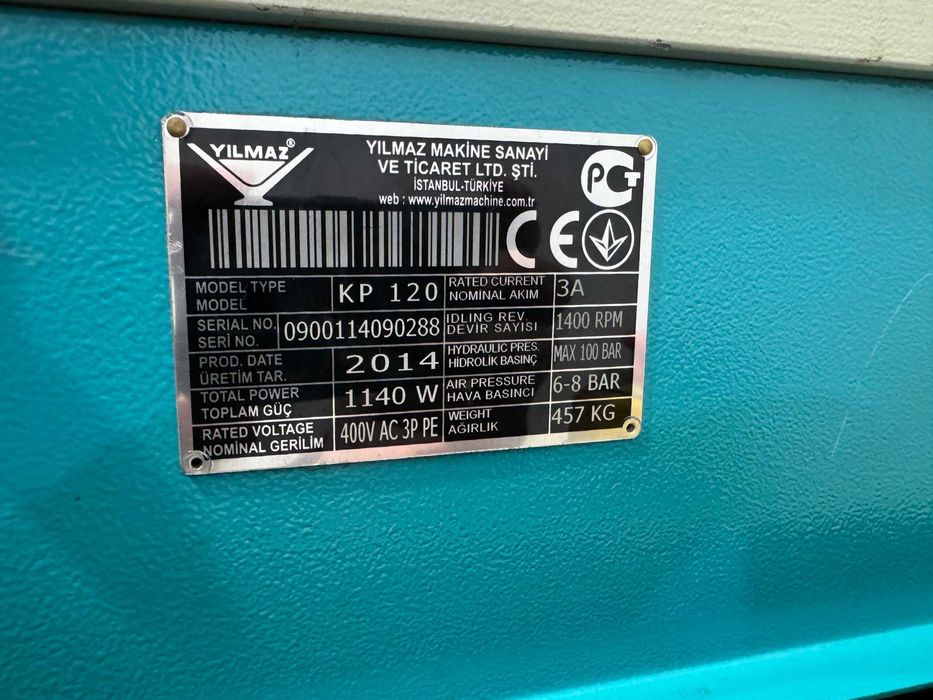 YILMAZ®
YILMAZ MAKİNE SANAYİ
VE TİCARET LTD. ŞTİ.
İSTANBUL-TÜRKİYE
web : www.yilmazmachine.com.tr
PCT
CE
MODEL TYPE
MODEL
KP 120
RATED CURRENT
NOMINAL AKIM
3A
SERIAL NO.
SERİ NO.
0900114090288
IDLING REV.
DEVIR SAYISI
1400 RPM
PROD. DATE
ÜRETİM TAR.
2014
HYDRAULIC PRES.
HİDROLİK BASINÇ
MAX 100 BAR
TOTAL POWER
TOPLAM GÜÇ
1140 W
AIR PRESSURE
HAVA BASINCI
6-8 BAR
RATED VOLTAGE
NOMINAL GERİLİM
400V AC 3P PE
WEIGHT
AĞIRLIK
457 KG